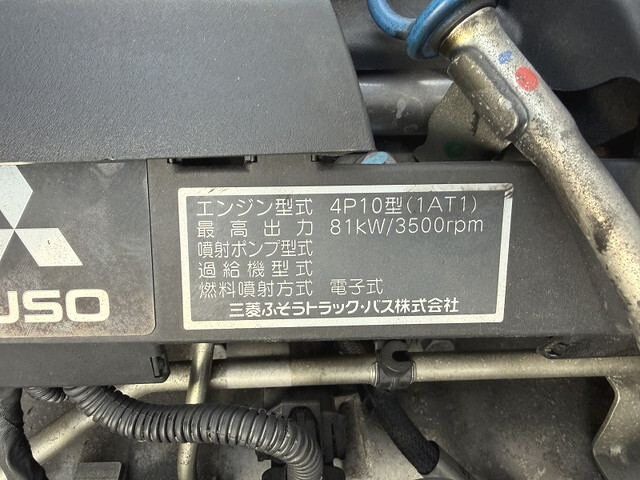 エンジン型式 4P10型(1AT1)
最高出力 81kW/3500rpm
噴射ポンプ型式
過給機型式
燃料噴射方式 電子式
三菱ふそうトラック・バス株式会社
USO